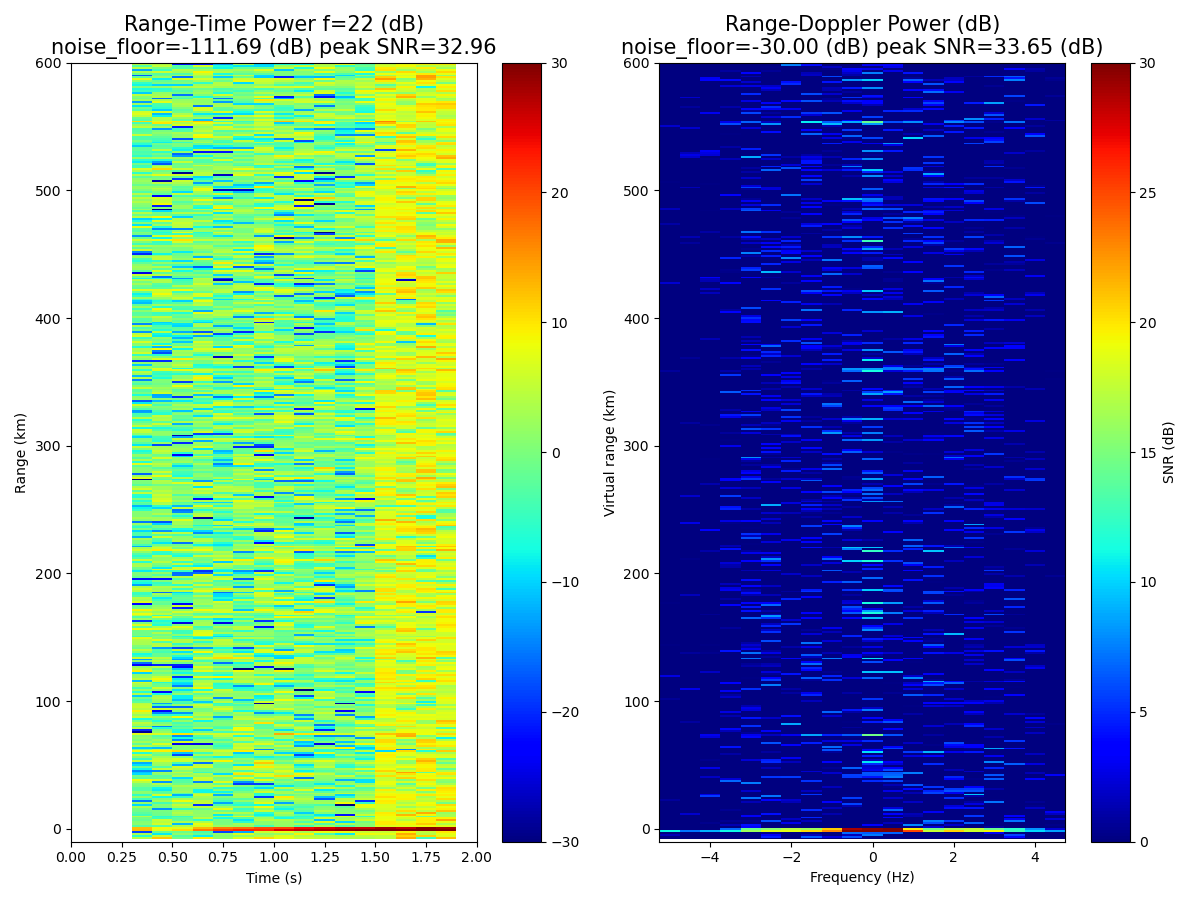 Range-Time Power f=22 (dB)
noise_floor=-111.69 (dB) peak SNR=32.96
600
500
400
300
200
100
0
Range (km)
0.00 0.25 0.50 0.75 1.00 1.25 1.50 1.75 2.00
Time (s)
30
20
10
0
−10
−20
−30
Range-Doppler Power (dB)
noise_floor=-30.00 (dB) peak SNR=33.65 (dB)
600
500
400
300
200
100
0
Virtual range (km)
−4 −2 0 2 4
Frequency (Hz)
30
25
20
15
10
5
0
SNR (dB)